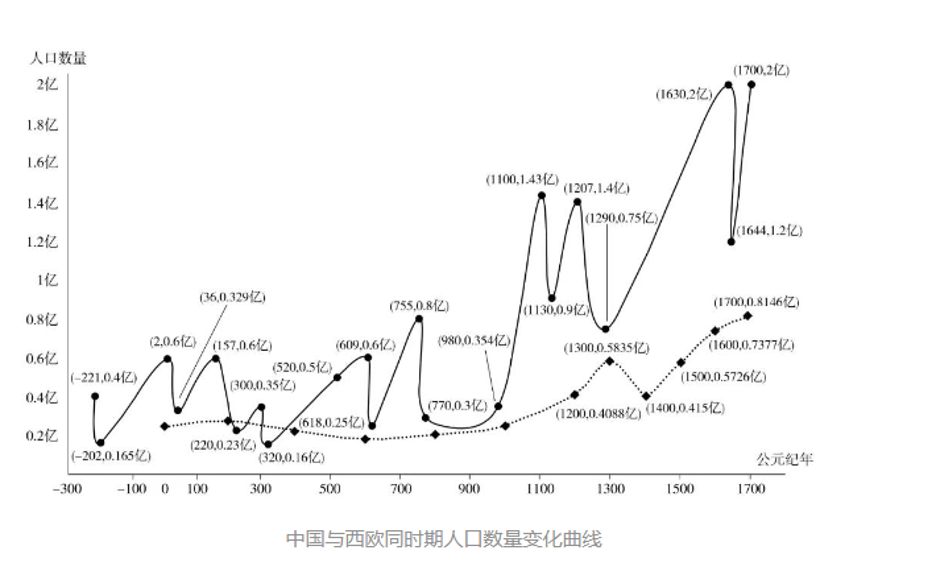 人口数量
2亿
1.8亿
1.6亿
1.4亿
1.2亿
1亿
0.8亿
0.6亿
0.4亿
0.2亿
(1700,2亿)
(1630,2亿)
(1100,1.43亿)
(1207,1.4亿)
(1290,0.75亿)
(1644,1.2亿)
(36,0.329亿)
(755,0.8亿)
(1130,0.9亿)
(1700,0.8146亿)
(2,0.6亿)
(157,0.6亿)
(609,0.6亿)
(980,0.354亿)
(1300,0.5835亿)
(1600,0.7377亿)
(-221,0.4亿)
(300,0.35亿)
(520,0.5亿)
(1500,0.5726亿)
(770,0.3亿)
(1200,0.4088亿)
(1400,0.415亿)
(618,0.25亿)
(220,0.23亿)
(-202,0.165亿)
(320,0.16亿)
公元纪年
-300 -100 0 100 300 500 700 900 1100 1300 1500 1700
中国与西欧同时期人口数量变化曲线